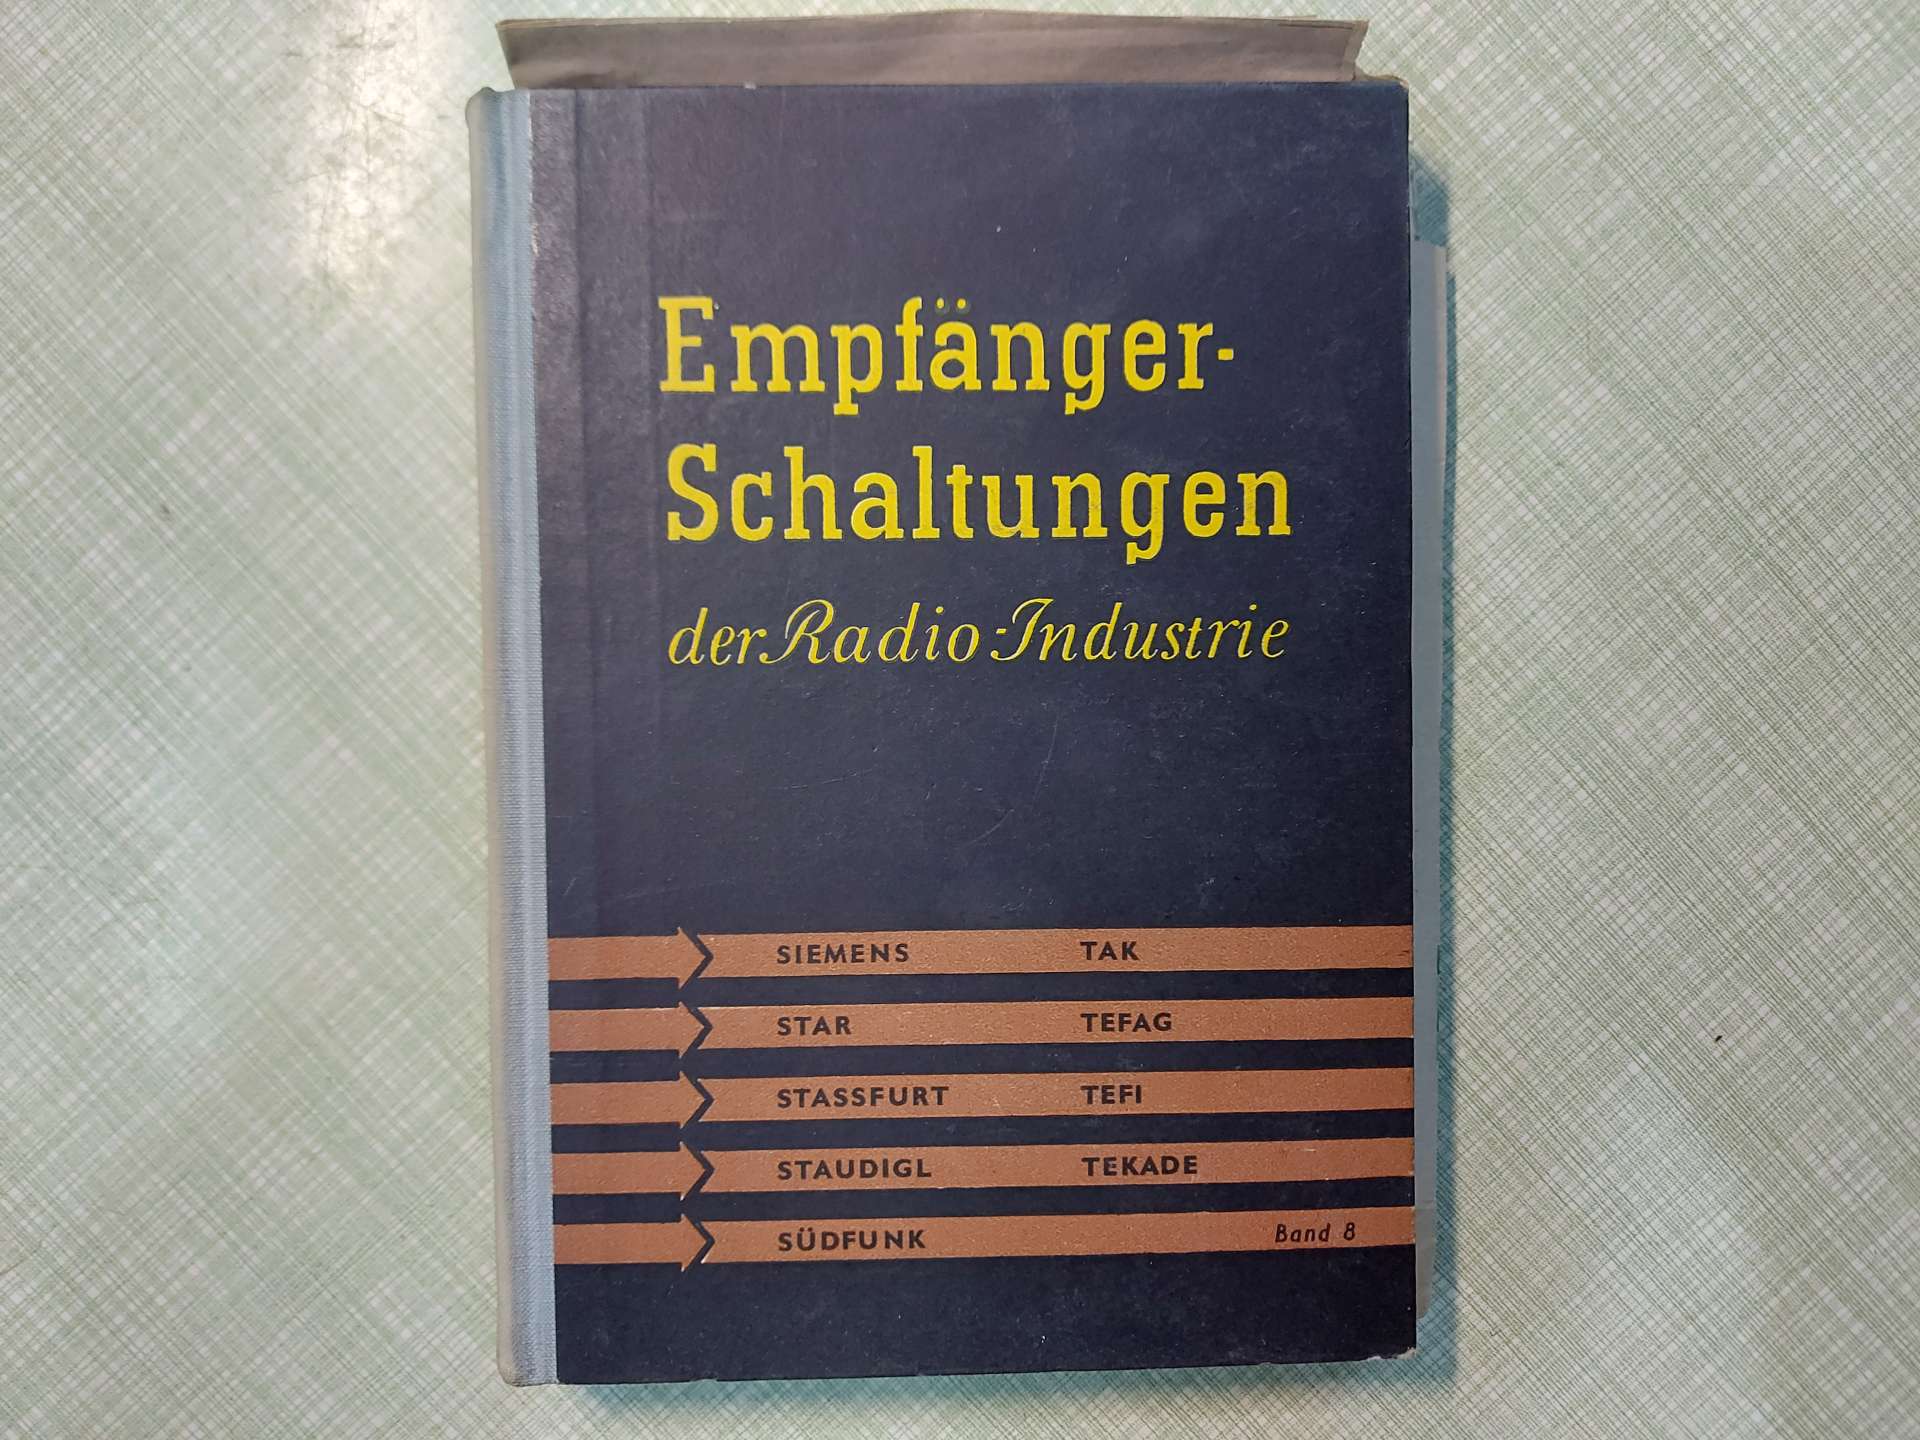 Empfänger-
Schaltungen
der Radio-Industrie
SIEMENS TAK
STAR TEFAG
STASSFURT TEFI
STAUDIGL TEKADE
SÜDFUNK Band 8